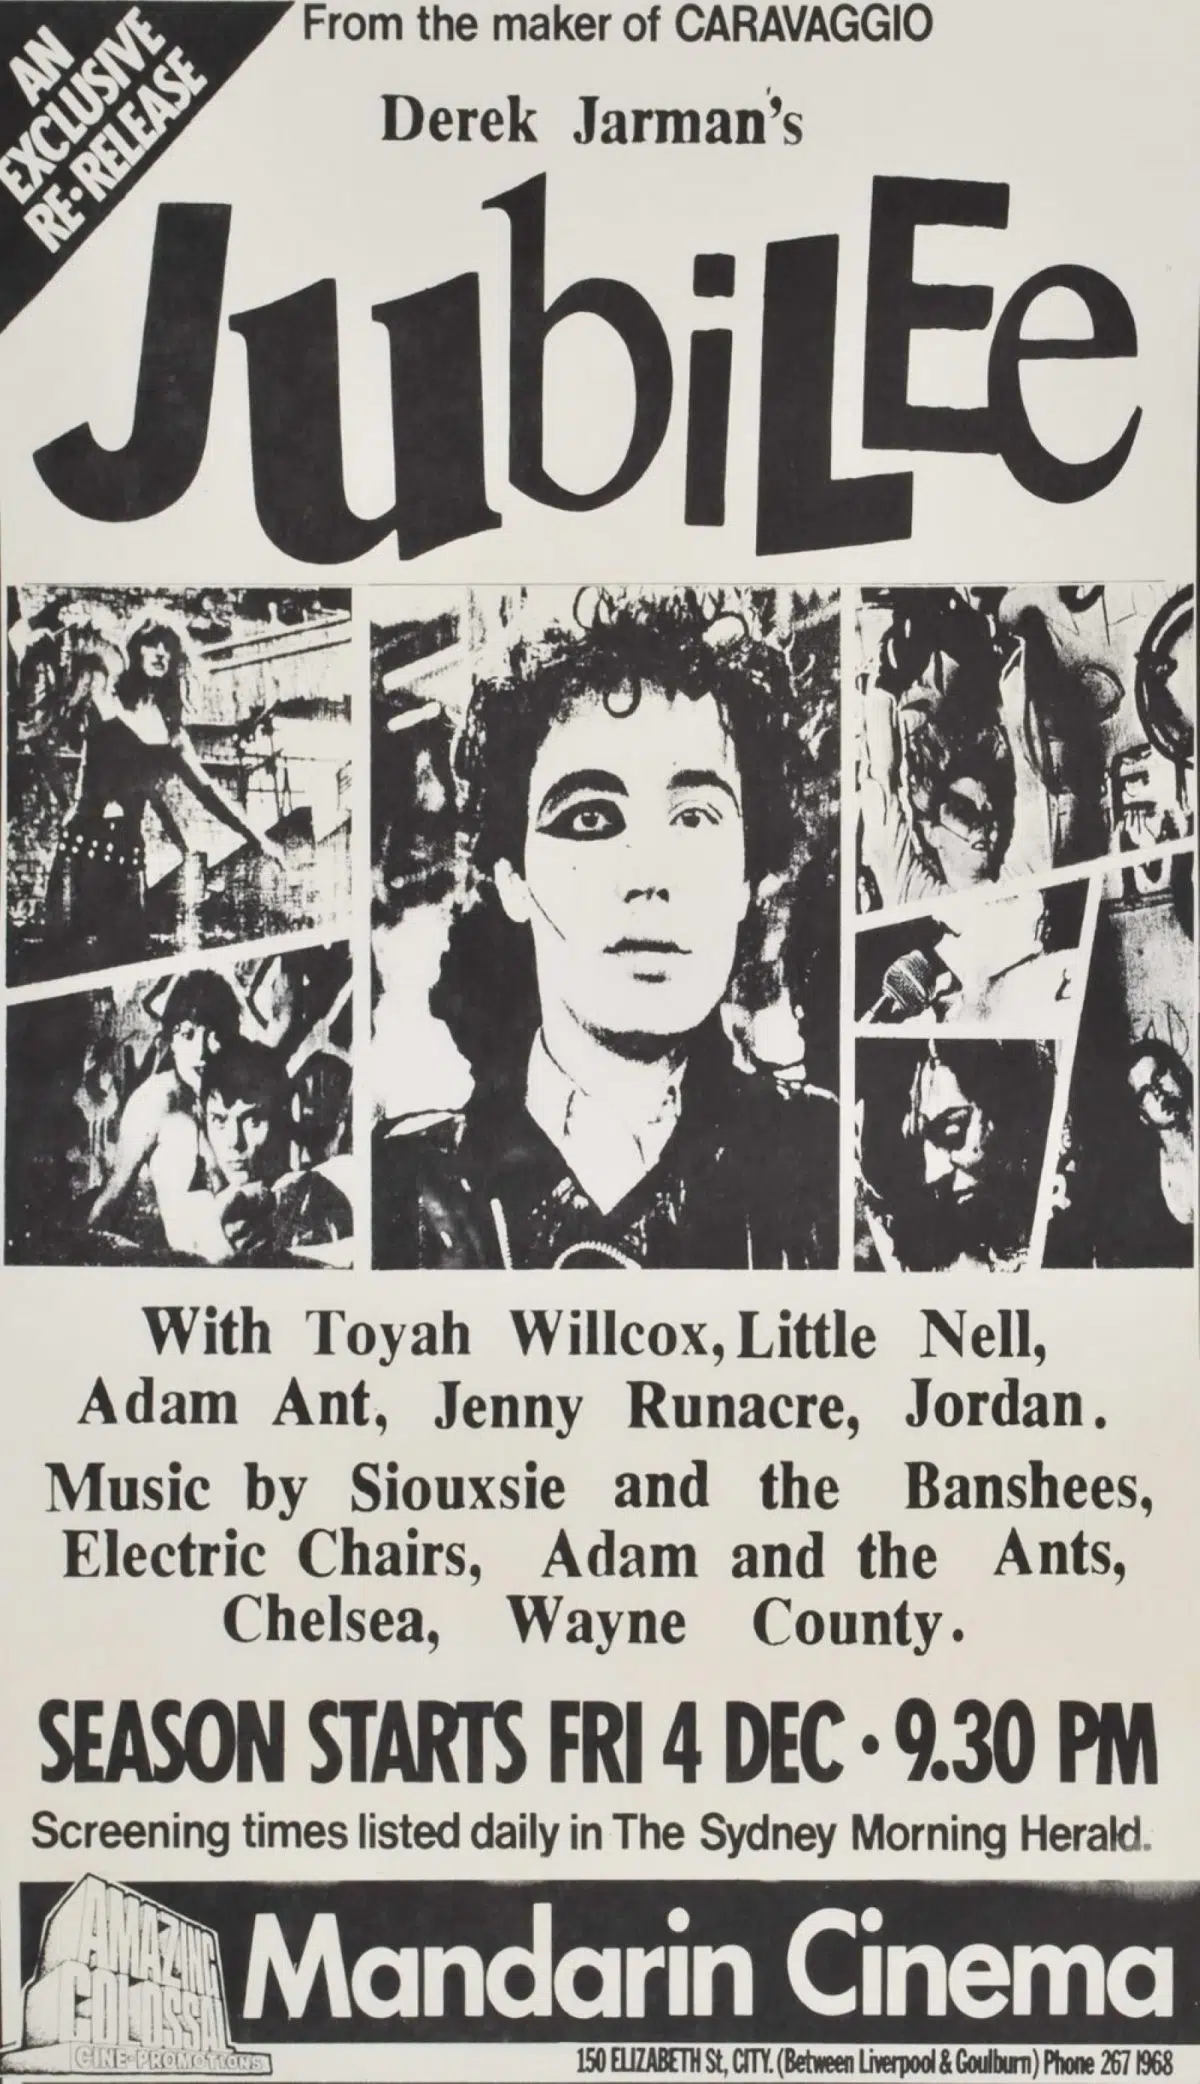 AN
EXCLUSIVE
RE-RELEASE
From the maker of CARAVAGGIO
Derek Jarman's
JubiLEe
With Toyah Willcox, Little Nell,
Adam Ant, Jenny Runacre, Jordan.
Music by Siouxsie and the Banshees,
Electric Chairs, Adam and the Ants,
Chelsea, Wayne County.
SEASON STARTS FRI 4 DEC • 9.30 PM
Screening times listed daily in The Sydney Morning Herald.
AMAZING
COLOSSAL
CINE-PROMOTIONS
Mandarin Cinema
150 ELIZABETH St, CITY. (Between Liverpool & Goulburn) Phone 267 1968